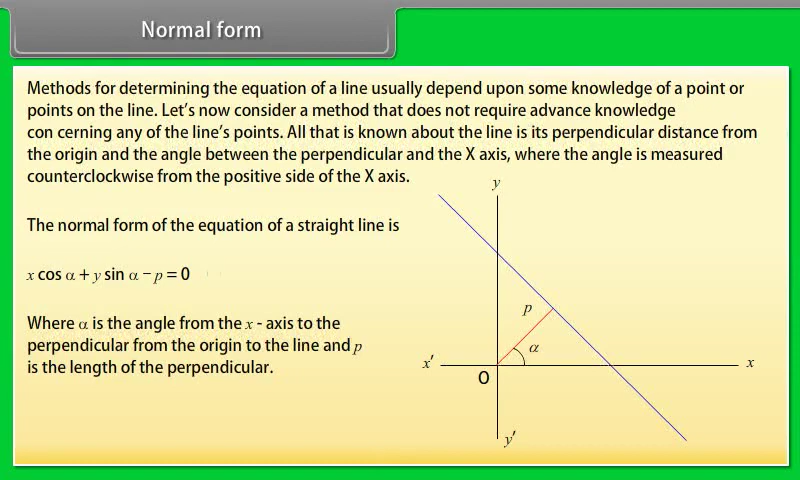 Normal form
Methods for determining the equation of a line usually depend upon some knowledge of a point or
points on the line. Let's now consider a method that does not require advance knowledge
con cerning any of the line's points. All that is known about the line is its perpendicular distance from
the origin and the angle between the perpendicular and the X axis, where the angle is measured
counterclockwise from the positive side of the X axis.
The normal form of the equation of a straight line is
x cos α + y sin α − p = 0
Where α is the angle from the x - axis to the
perpendicular from the origin to the line and p
is the length of the perpendicular.
y
p
α
x′
x
O
y′